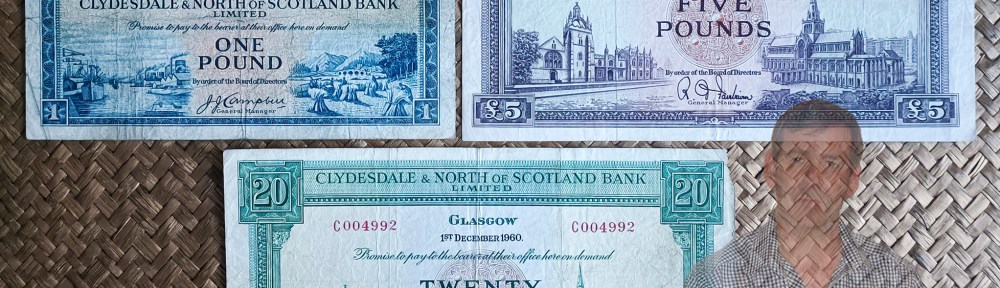 CLYDESDALE & NORTH OF SCOTLAND BANK
LIMITED
Promise to pay to the bearer at their office here on demand
ONE
POUND
By order of the Board of Directors
J.J. Campbell
General Manager
1
1
FIVE
POUNDS
By order of the Board of Directors
R. D. Fairbairn
General Manager
£5
£5
20
CLYDESDALE & NORTH OF SCOTLAND BANK
LIMITED
20
C004992
GLASGOW
C004992
1ST DECEMBER 1960.
Promise to pay to the bearer at their office here on demand
TWENTY